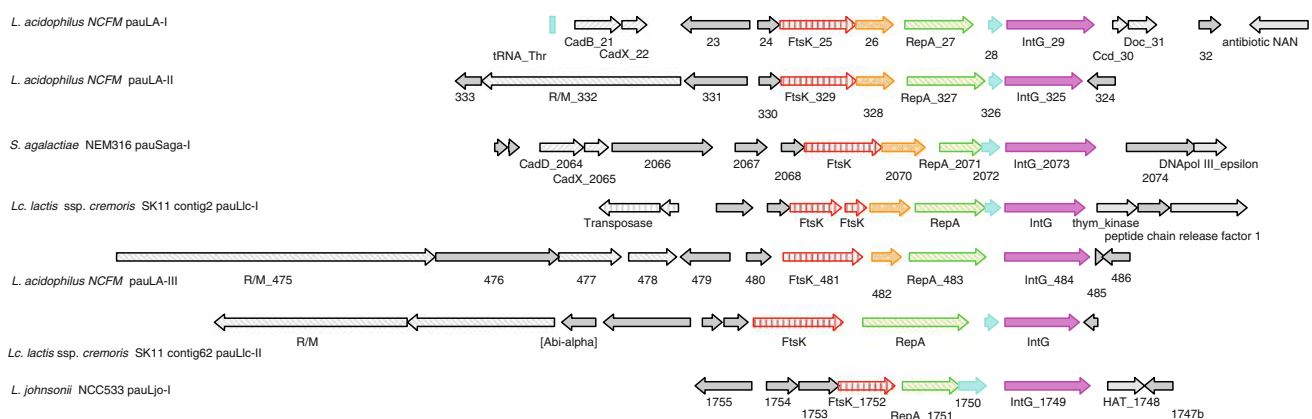 L. acidophilus NCFM pauLA-I
tRNA_Thr CadB_21 CadX_22 23 24 FtsK_25 26 RepA_27 28 IntG_29 Ccd_30 Doc_31 32 antibiotic NAN
L. acidophilus NCFM pauLA-II
333 R/M_332 331 330 FtsK_329 328 RepA_327 326 IntG_325 324
S. agalactiae NEM316 pauSaga-I
CadD_2064 CadX_2065 2066 2067 2068 FtsK 2070 RepA_2071 2072 IntG_2073 2074 DNApol III_epsilon
Lc. lactis ssp. cremoris SK11 contig2 pauLlc-I
Transposase FtsK FtsK RepA IntG thym_kinase peptide chain release factor 1
L. acidophilus NCFM pauLA-III
R/M_475 476 477 478 479 480 FtsK_481 482 RepA_483 IntG_484 485 486
Lc. lactis ssp. cremoris SK11 contig62 pauLlc-II
R/M [Abi-alpha] FtsK RepA IntG
L. johnsonii NCC533 pauLjo-I
1755 1754 1753 FtsK_1752 RepA_1751 1750 IntG_1749 HAT_1748 1747b